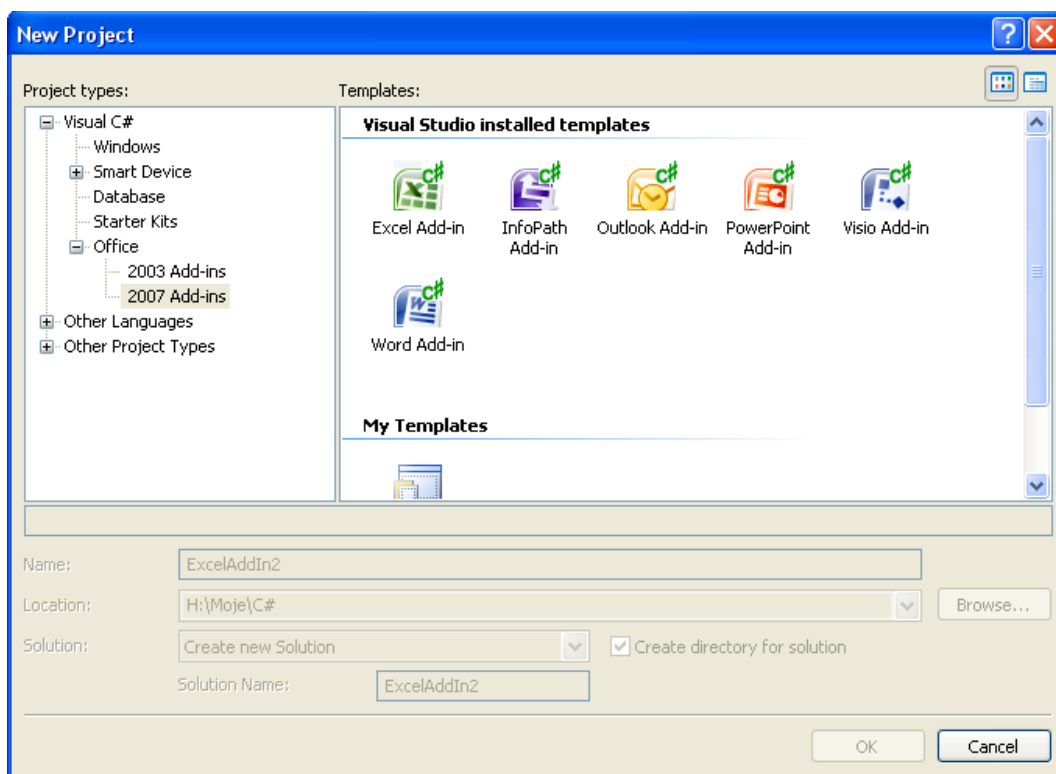 New Project
Project types:
Templates:
Visual C#
Windows
Smart Device
Database
Starter Kits
Office
2003 Add-ins
2007 Add-ins
Other Languages
Other Project Types
Visual Studio installed templates
Excel Add-in
InfoPath
Add-in
Outlook Add-in
PowerPoint
Add-in
Visio Add-in
Word Add-in
My Templates
Name:
ExcelAddIn2
Location:
H:\Moje\C#
Browse...
Solution:
Create new Solution
Create directory for solution
Solution Name:
ExcelAddIn2
OK
Cancel